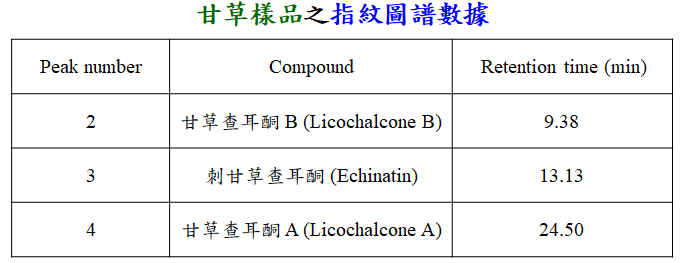 甘草樣品之指紋圖譜數據
Peak number Compound Retention time (min)
2 甘草查耳酮 B (Licochalcone B) 9.38
3 刺甘草查耳酮 (Echinatin) 13.13
4 甘草查耳酮 A (Licochalcone A) 24.50